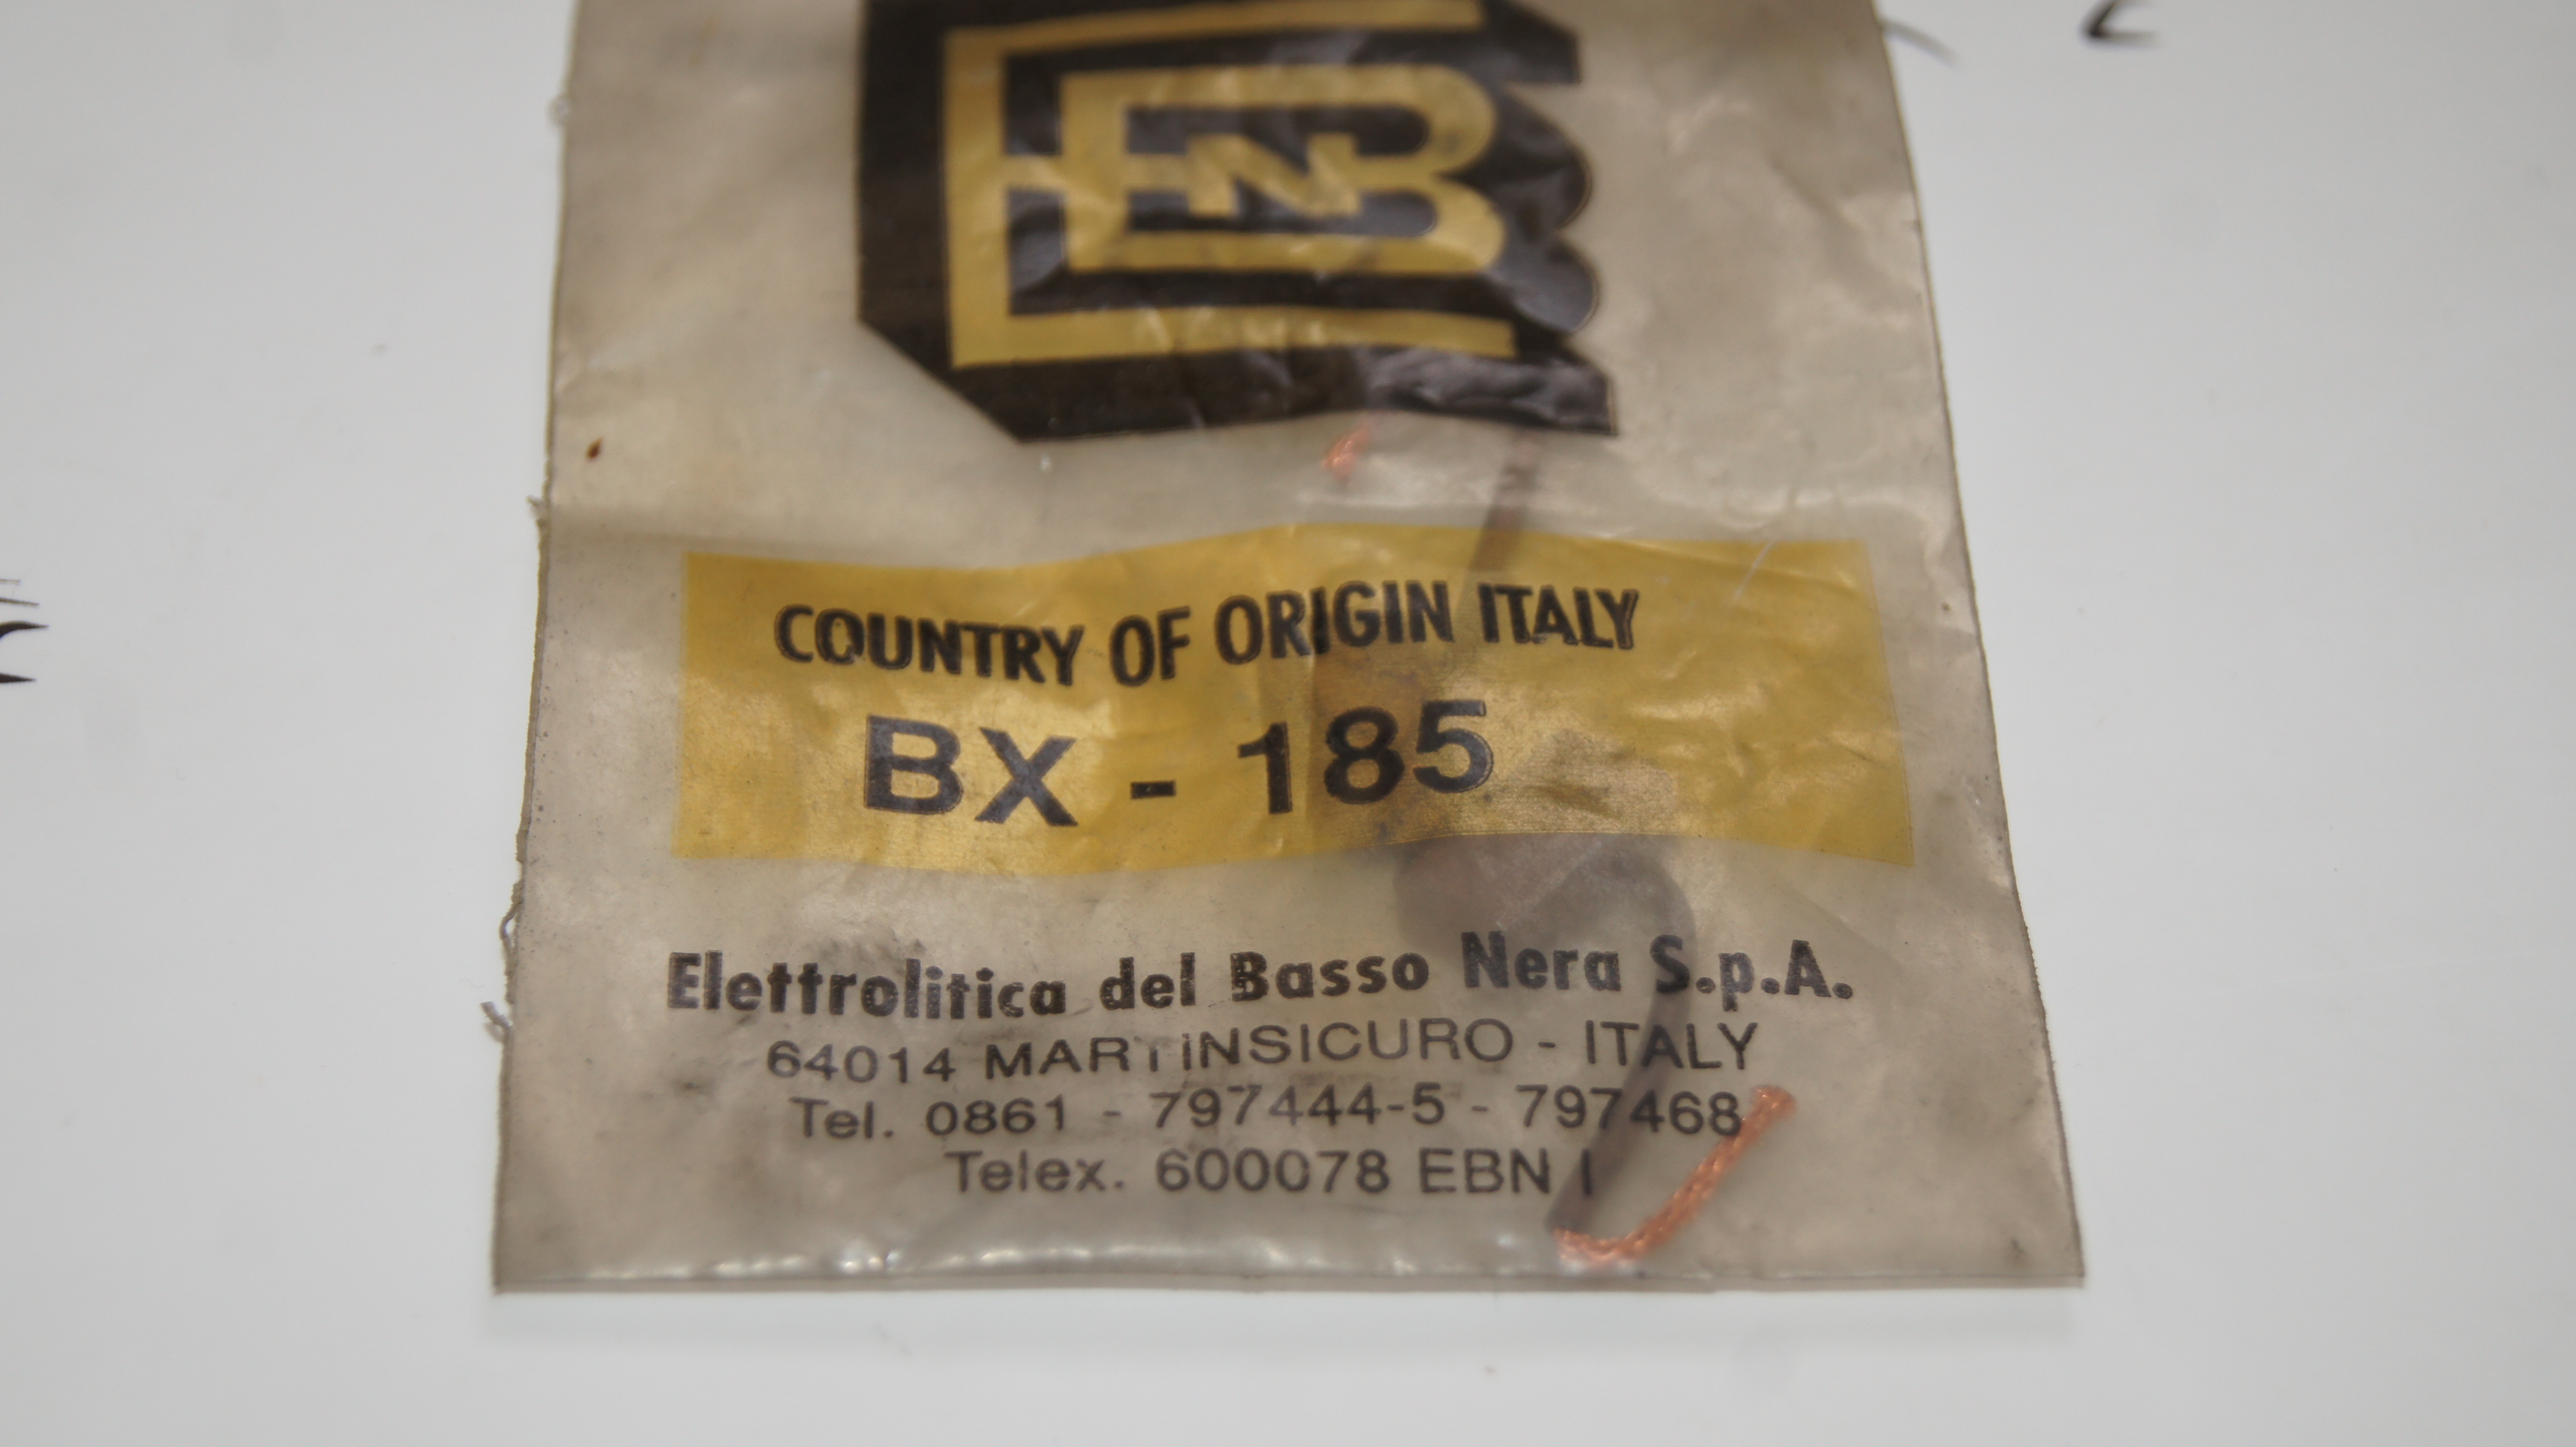 EBN
COUNTRY OF ORIGIN ITALY
BX - 185
Elettrolitica del Basso Nera S.p.A.
64014 MARTINSICURO - ITALY
Tel. 0861 - 797444-5 - 797468
Telex. 600078 EBN I